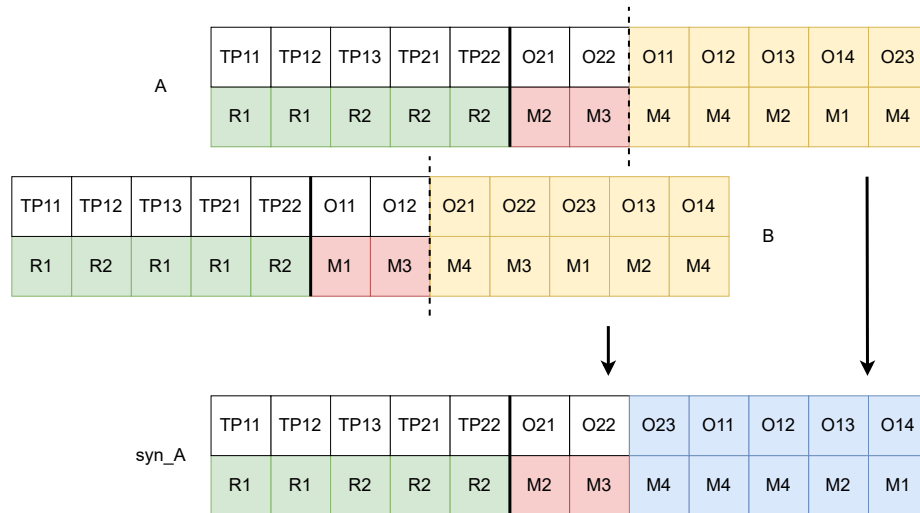 TP11 TP12 TP13 TP21 TP22 O21 O22 O11 O12 O13 O14 O23
A
R1 R1 R2 R2 R2 M2 M3 M4 M4 M2 M1 M4
TP11 TP12 TP13 TP21 TP22 O11 O12 O21 O22 O23 O13 O14
B
R1 R2 R1 R1 R2 M1 M3 M4 M3 M1 M2 M4
TP11 TP12 TP13 TP21 TP22 O21 O22 O23 O11 O12 O13 O14
syn_A
R1 R1 R2 R2 R2 M2 M3 M4 M4 M4 M2 M1